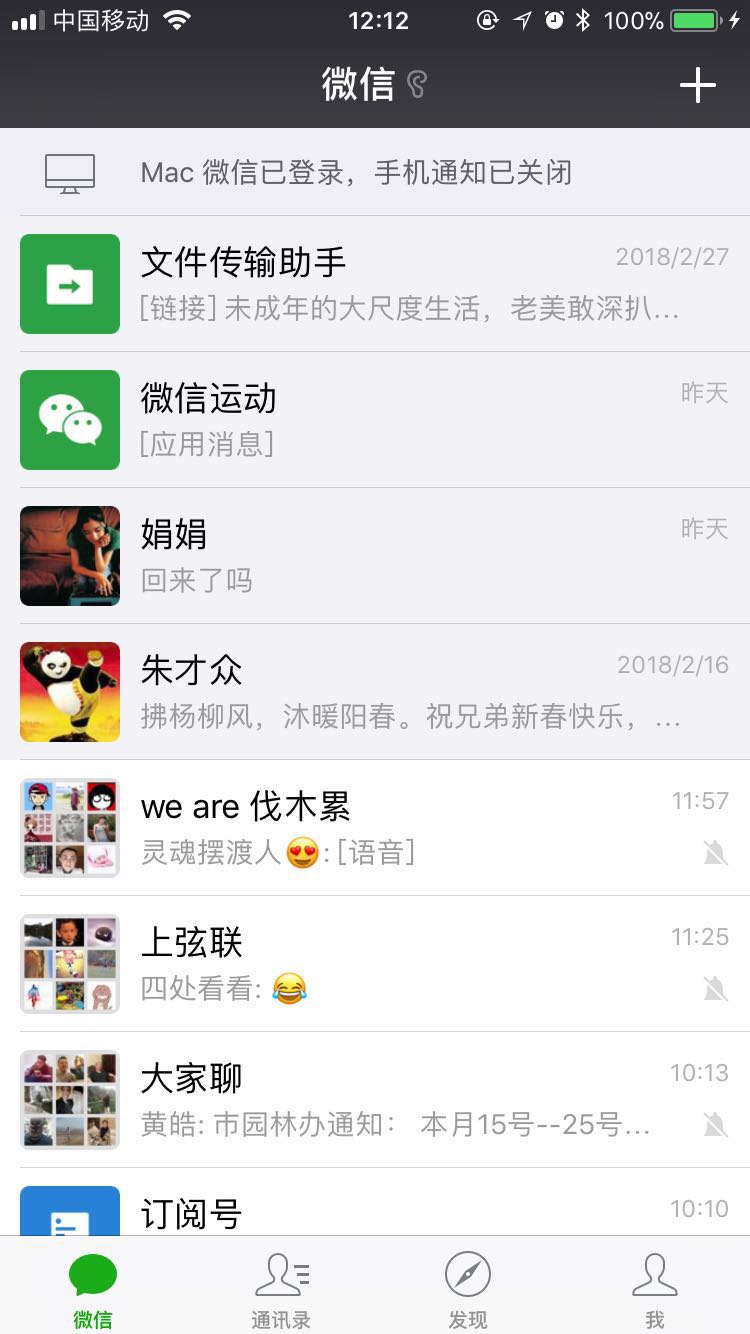 中国移动 12:12 100%
微信
Mac 微信已登录，手机通知已关闭
文件传输助手 2018/2/27
[链接] 未成年的大尺度生活，老美敢深扒...
微信运动 昨天
[应用消息]
娟娟 昨天
回来了吗
朱才众 2018/2/16
拂杨柳风，沐暖阳春。祝兄弟新春快乐，...
we are 伐木累 11:57
灵魂摆渡人😍: [语音]
上弦联 11:25
四处看看: 😂
大家聊 10:13
黄皓: 市园林办通知： 本月15号--25号...
订阅号 10:10
微信 通讯录 发现 我